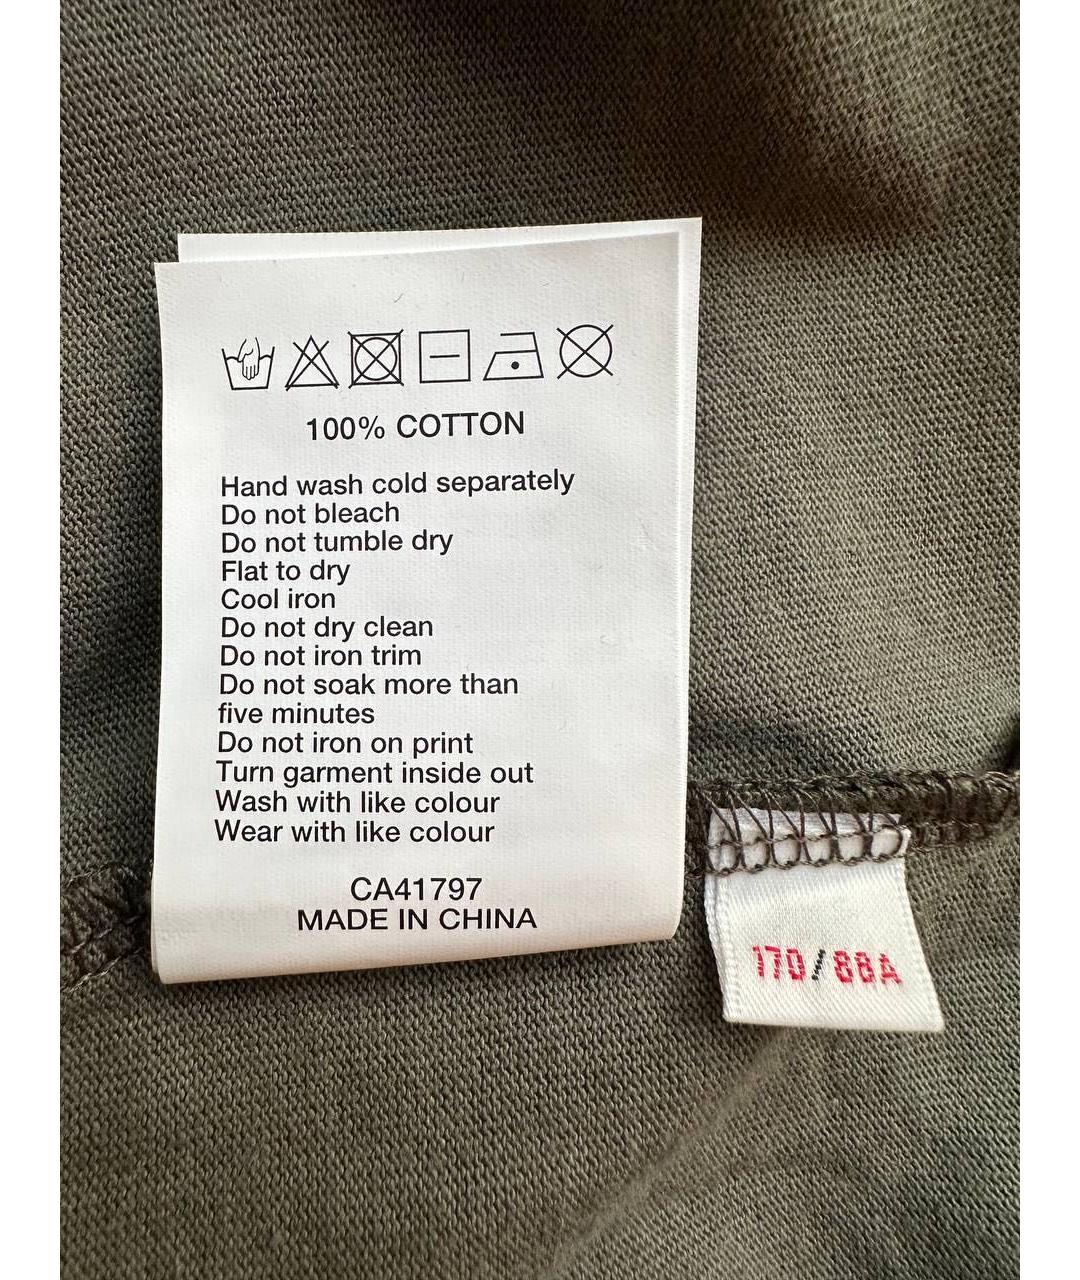 100% COTTON
Hand wash cold separately
Do not bleach
Do not tumble dry
Flat to dry
Cool iron
Do not dry clean
Do not iron trim
Do not soak more than
five minutes
Do not iron on print
Turn garment inside out
Wash with like colour
Wear with like colour
CA41797
MADE IN CHINA
170/88A